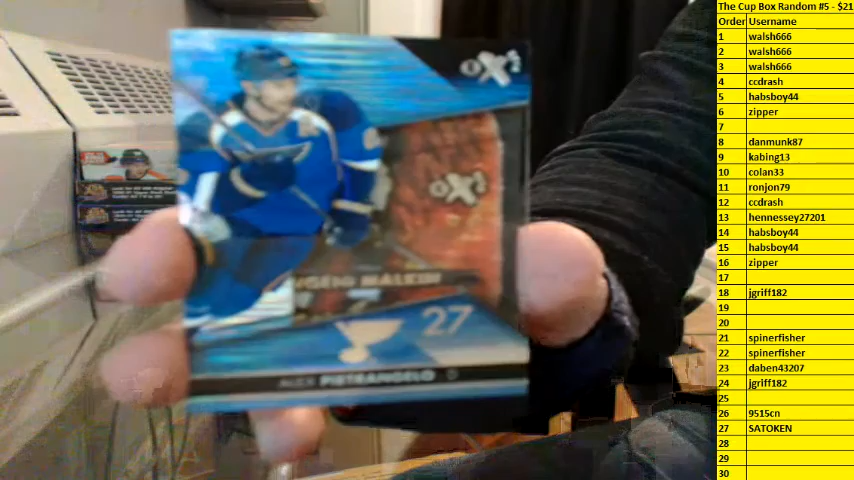 The Cup Box Random #5 - $21
Order Username
1 walsh666
2 walsh666
3 walsh666
4 ccdrash
5 habsboy44
6 zipper
7
8 danmunk87
9 kabing13
10 colan33
11 ronjon79
12 ccdrash
13 hennessey27201
14 habsboy44
15 habsboy44
16 zipper
17
18 jgriff182
19
20
21 spinerfisher
22 spinerfisher
23 daben43207
24 jgriff182
25
26 9515cn
27 SATOKEN
28
29
30
MALKIN
27
ALEX PIETRANGELO D